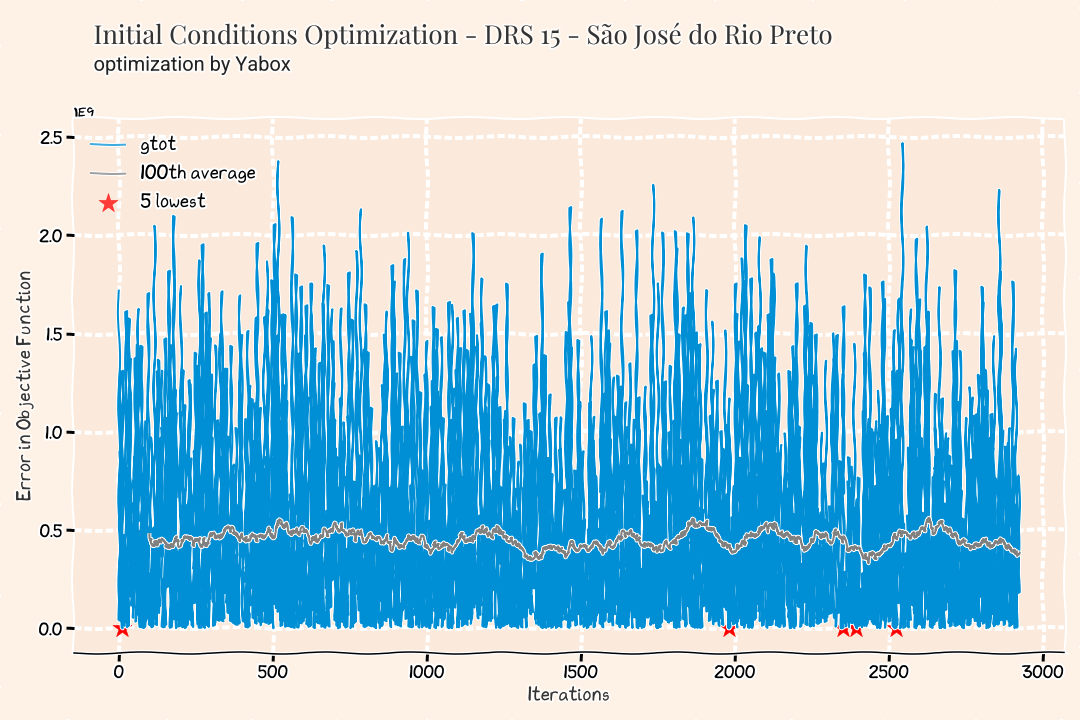 Initial Conditions Optimization - DRS 15 - São José do Rio Preto
optimization by Yabox
1E9
gtot
100th average
5 lowest
Error in Objective Function
2.5
2.0
1.5
1.0
0.5
0.0
0 500 1000 1500 2000 2500 3000
Iterations